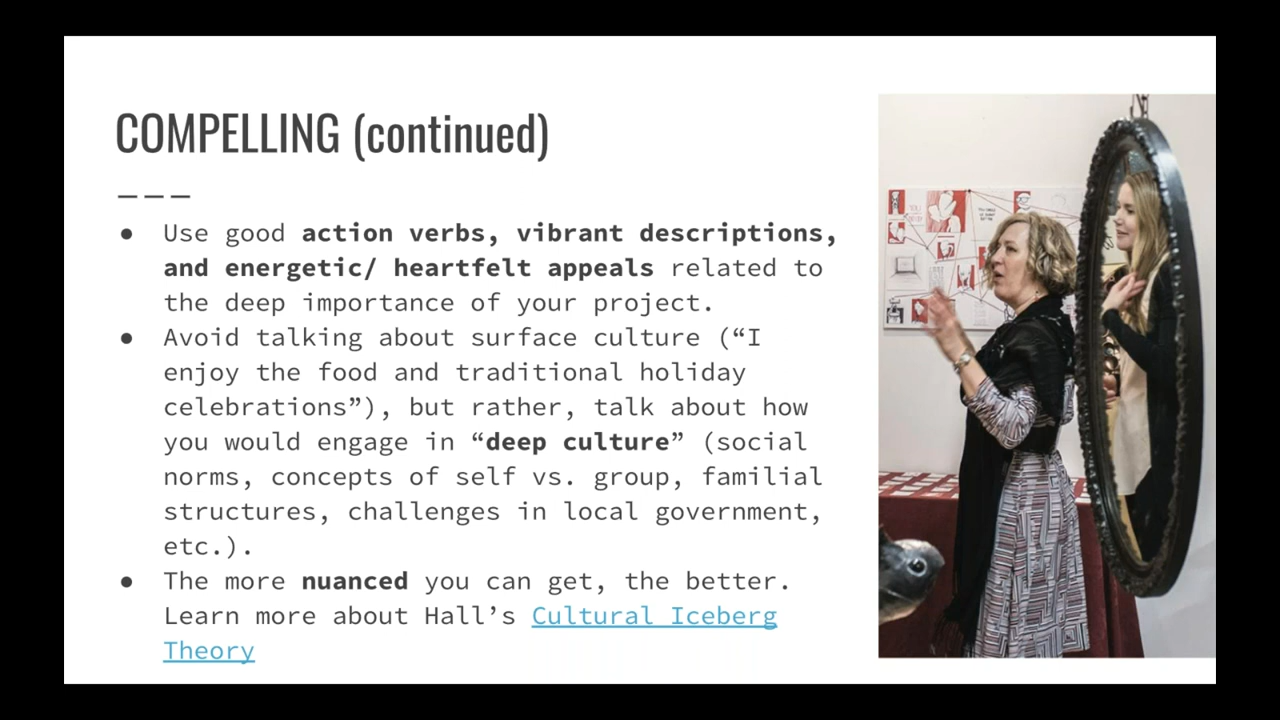 COMPELLING (continued)
● Use good action verbs, vibrant descriptions,
and energetic/ heartfelt appeals related to
the deep importance of your project.
● Avoid talking about surface culture (“I
enjoy the food and traditional holiday
celebrations”), but rather, talk about how
you would engage in “deep culture” (social
norms, concepts of self vs. group, familial
structures, challenges in local government,
etc.).
● The more nuanced you can get, the better.
Learn more about Hall’s Cultural Iceberg
Theory